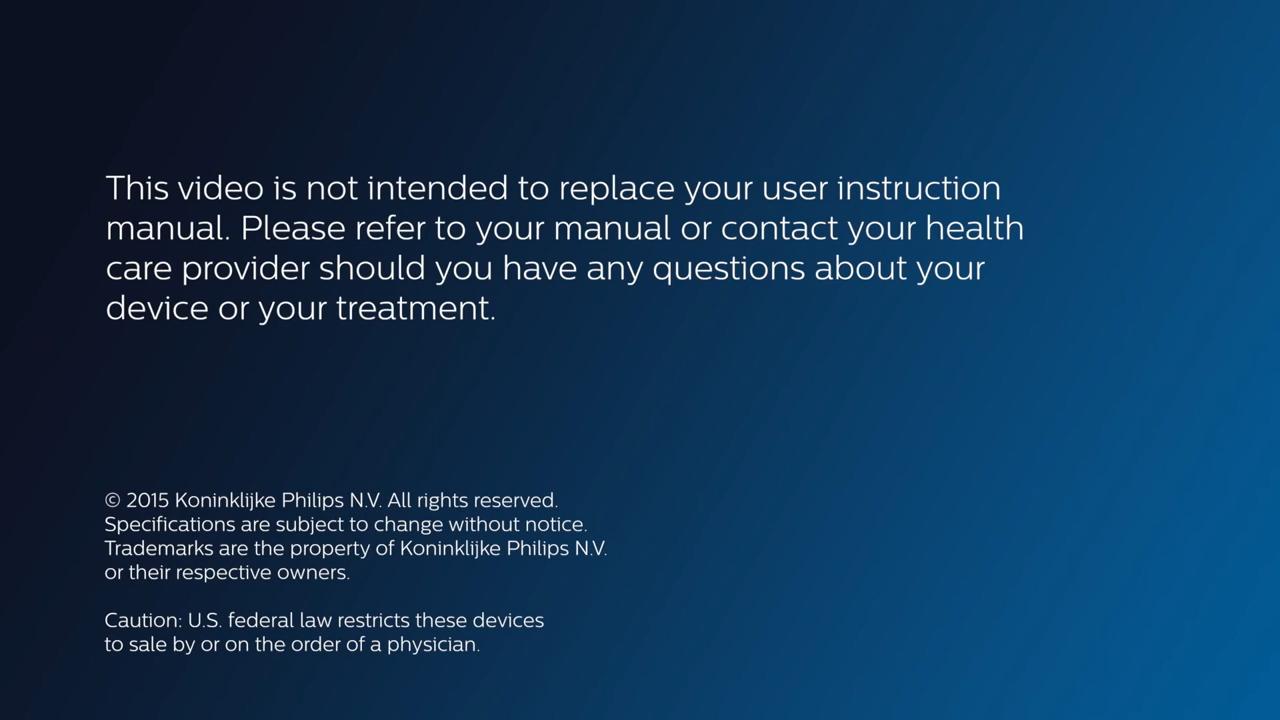 This video is not intended to replace your user instruction
manual. Please refer to your manual or contact your health
care provider should you have any questions about your
device or your treatment.
© 2015 Koninklijke Philips N.V. All rights reserved.
Specifications are subject to change without notice.
Trademarks are the property of Koninklijke Philips N.V.
or their respective owners.
Caution: U.S. federal law restricts these devices
to sale by or on the order of a physician.